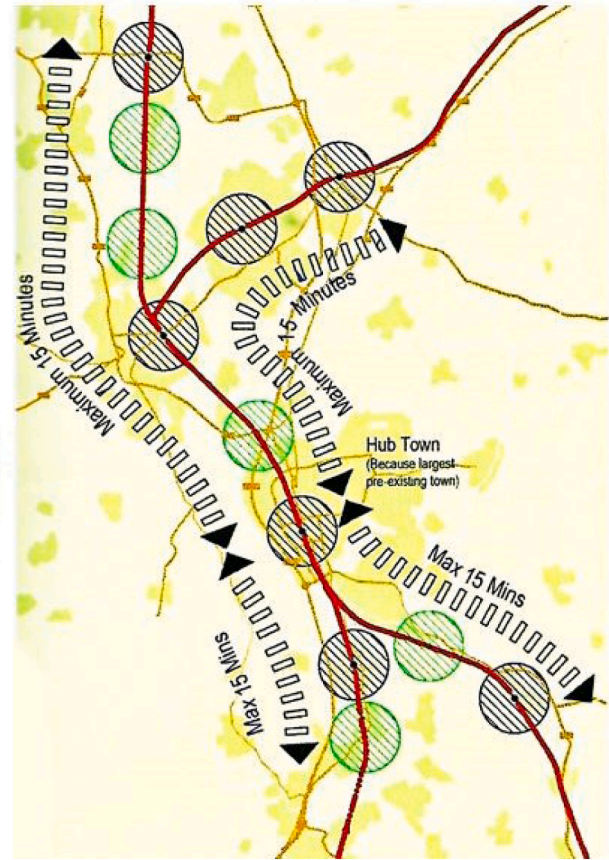 Maximum 15 Minutes
Maximum 15 Minutes
Hub Town
(Because largest
pre-existing town)
Max 15 Mins
Max 15 Mins